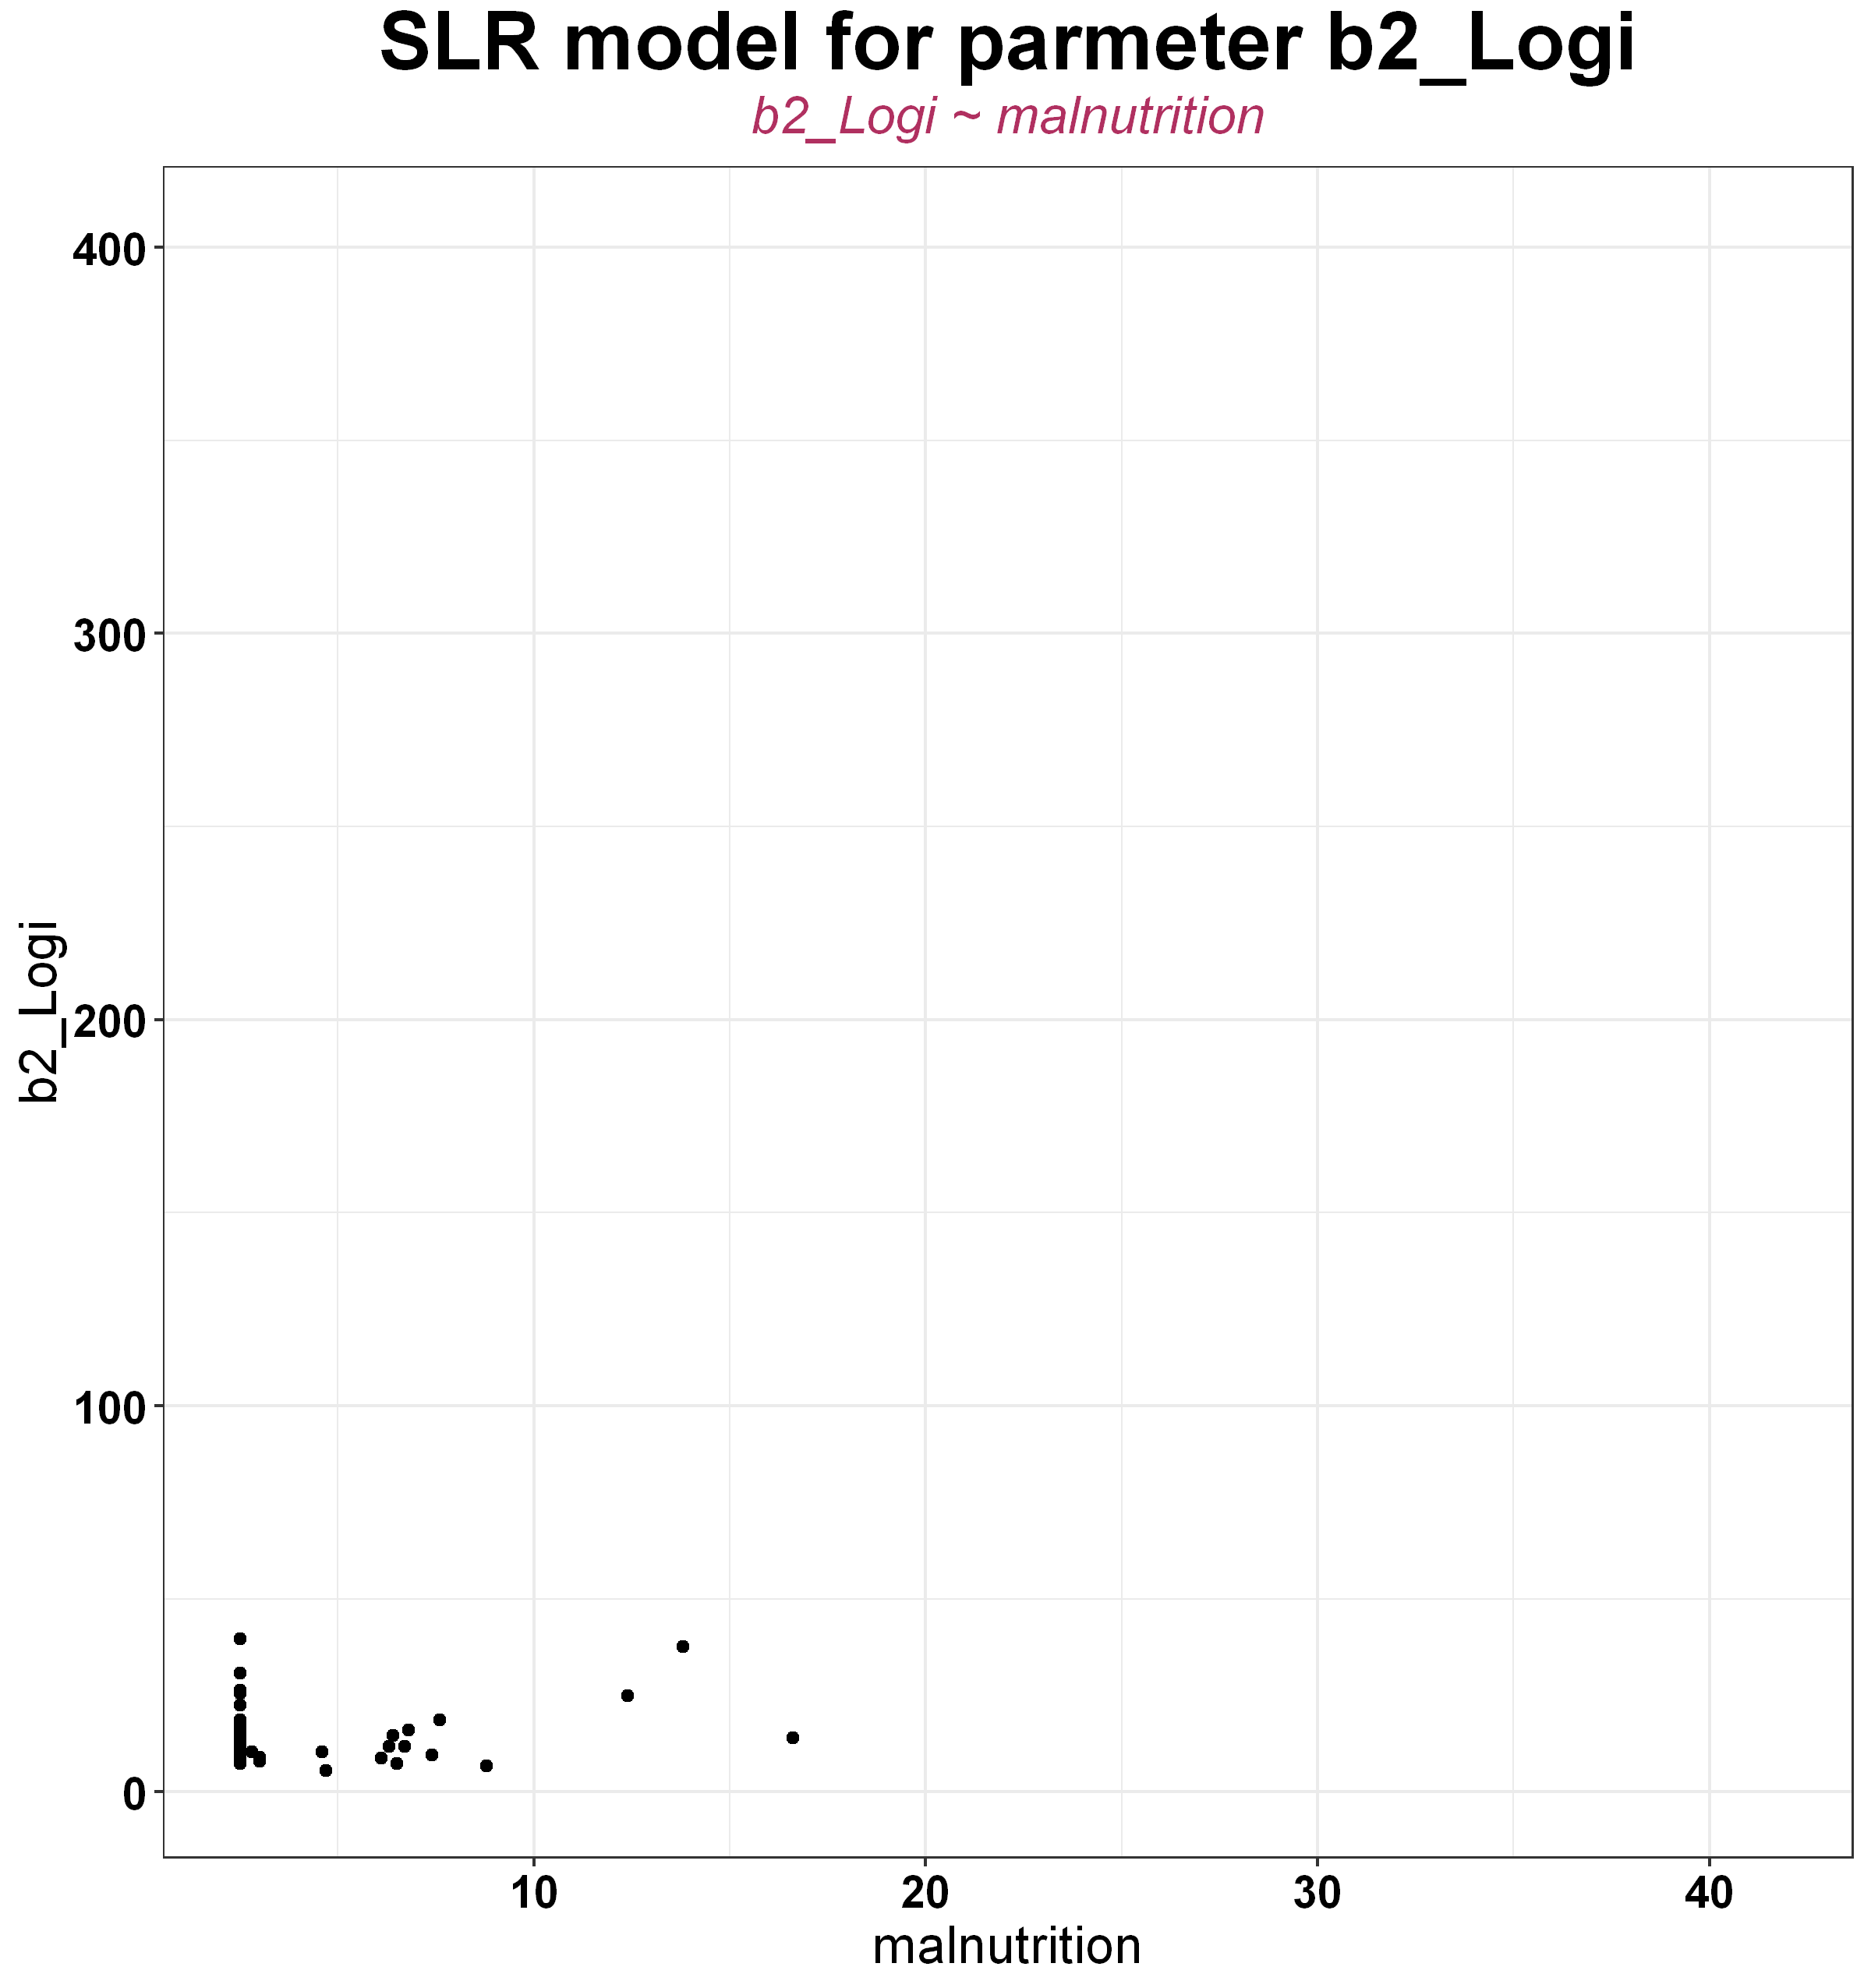 SLR model for parmeter b2_Logi
b2_Logi ~ malnutrition
400
300
200
100
0
b2_Logi
10 20 30 40
malnutrition